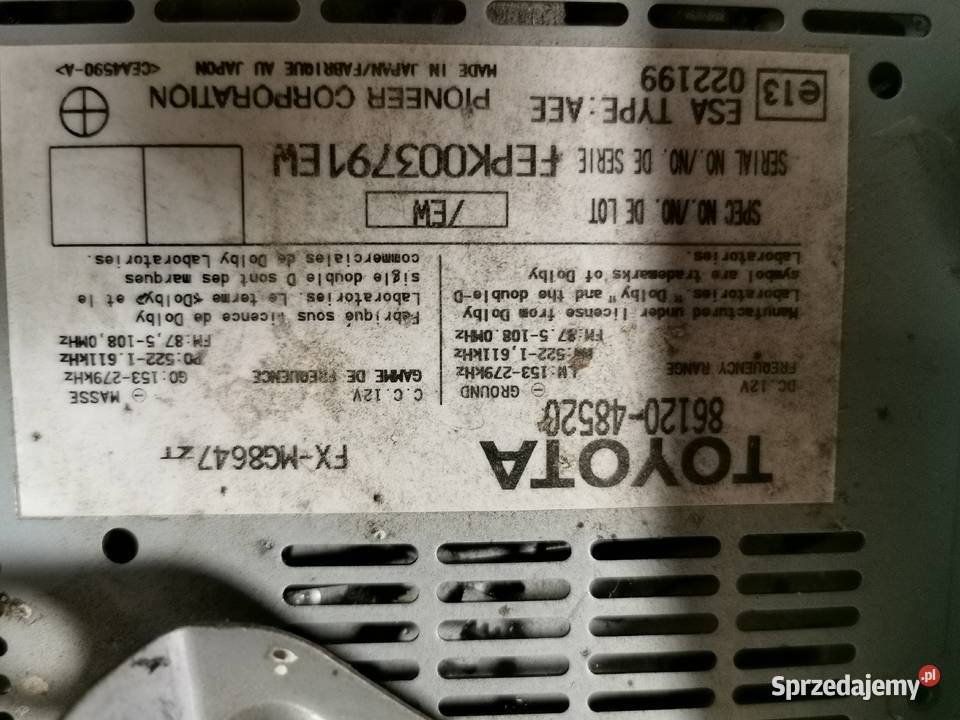 TOYOTA
FX-MG8647ZT
86120-48520
DC 12V ⊖ GROUND
FREQUENCY RANGE
LW:153-279kHz
MW:522-1,611kHz
FM:87.5-108.0MHz
Manufactured under license from Dolby
Laboratories. "Dolby" and the double-D
symbol are trademarks of Dolby
Laboratories.
C.C.12V ⊖ MASSE
GAMME DE FREQUENCE
GO:153-279kHz
PO:522-1.611kHz
FM:87,5-108,0MHz
Fabriqué sous licence de Dolby
Laboratories. Le terme «Dolby» et le
sigle double D sont des marques
commerciales de Dolby Laboratories.
SPEC NO./NO. DE LOT /EW
SERIAL NO./NO. DE SERIE FEPK003791EW
ESA TYPE:AEE
e13 022199
PIONEER CORPORATION
MADE IN JAPAN/FABRIQUE AU JAPON <CEA4590-A>
Sprzedajemy.pl